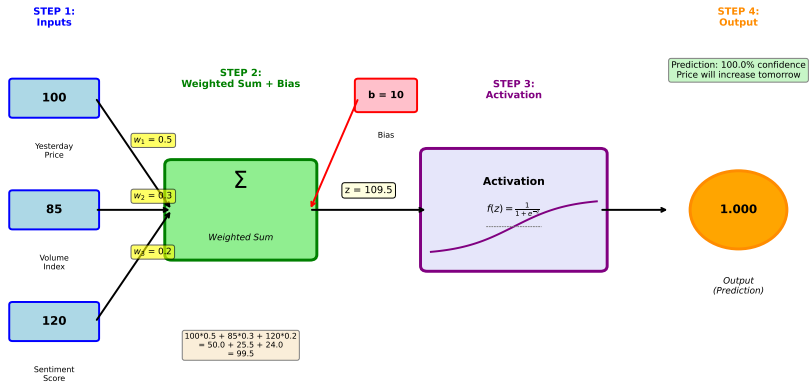 STEP 1:
Inputs
100
Yesterday
Price
85
Volume
Index
120
Sentiment
Score
w₁ = 0.5
w₂ = 0.3
w₃ = 0.2
STEP 2:
Weighted Sum + Bias
Σ
Weighted Sum
100*0.5 + 85*0.3 + 120*0.2
= 50.0 + 25.5 + 24.0
= 99.5
b = 10
Bias
z = 109.5
STEP 3:
Activation
Activation
f(z) = 1/(1+e⁻ᶻ)
STEP 4:
Output
Prediction: 100.0% confidence
Price will increase tomorrow
1.000
Output
(Prediction)